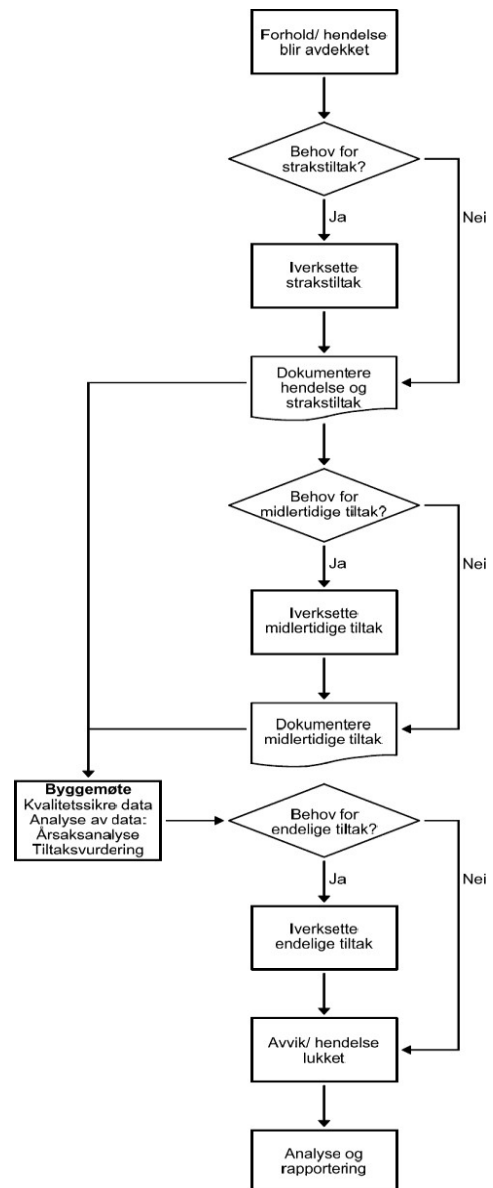 Forhold/ hendelse
blir avdekket
Behov for
strakstiltak?
Ja
Nei
Iverksette
strakstiltak
Dokumentere
hendelse og
strakstiltak
Behov for
midlertidige tiltak?
Ja
Nei
Iverksette
midlertidige tiltak
Dokumentere
midlertidige tiltak
Byggemøte
Kvalitetssikre data
Analyse av data:
Årsaksanalyse
Tiltaksvurdering
Behov for
endelige tiltak?
Ja
Nei
Iverksette
endelige tiltak
Avvik/ hendelse
lukket
Analyse og
rapportering